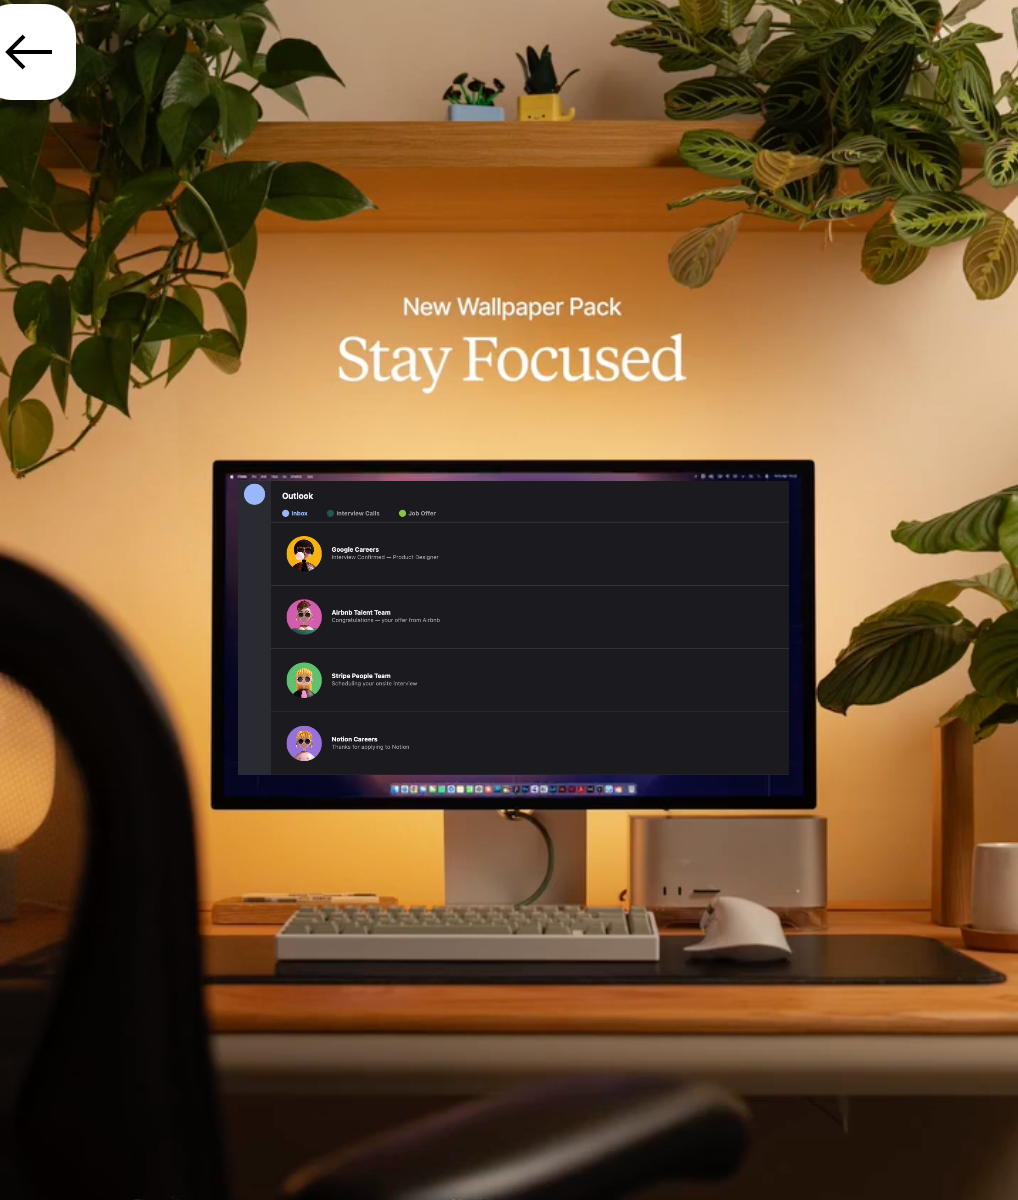 New Wallpaper Pack
Stay Focused
Outlook
Inbox
Interview Calls
Job Offer
Google Careers
Interview Confirmed — Product Designer
Airbnb Talent Team
Congratulations — your offer from Airbnb
Stripe People Team
Scheduling your onsite interview
Notion Careers
Thanks for applying to Notion